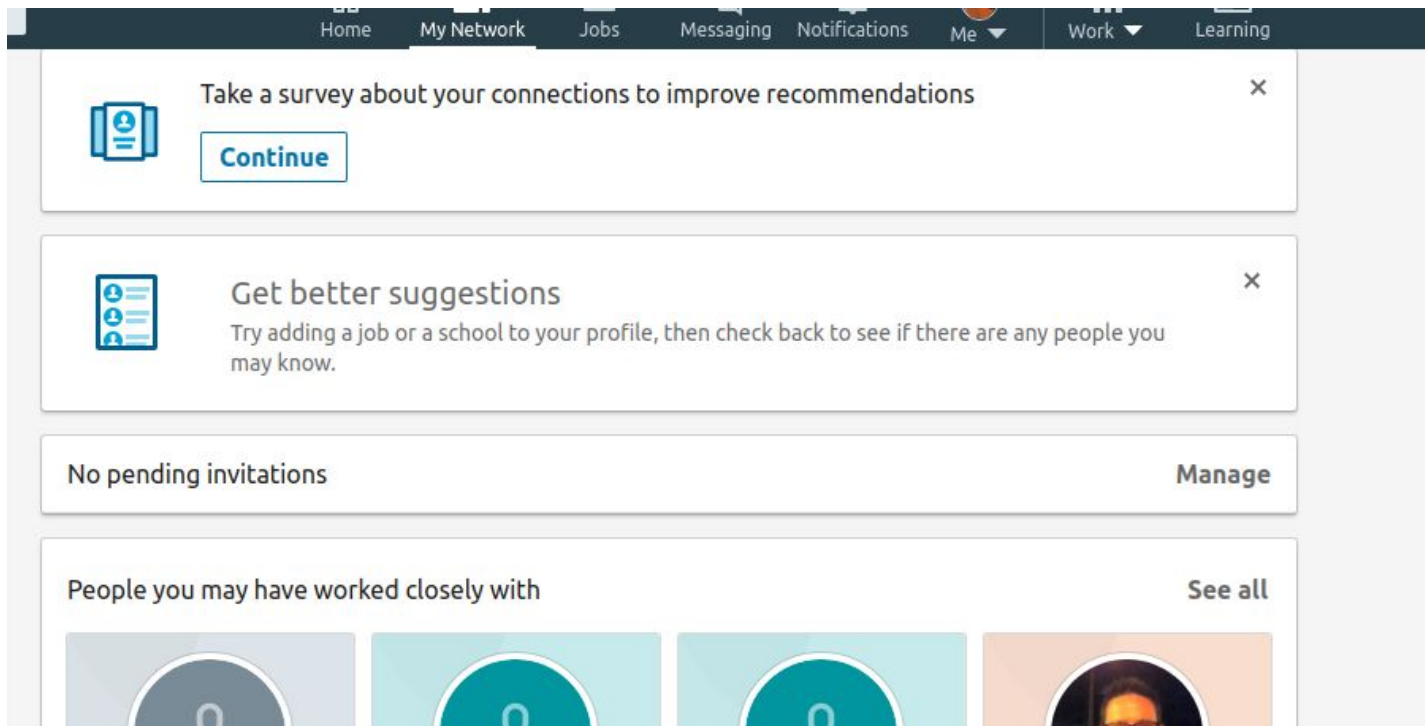 Home My Network Jobs Messaging Notifications Me Work Learning
Take a survey about your connections to improve recommendations
Continue
Get better suggestions
Try adding a job or a school to your profile, then check back to see if there are any people you
may know.
No pending invitations Manage
People you may have worked closely with See all